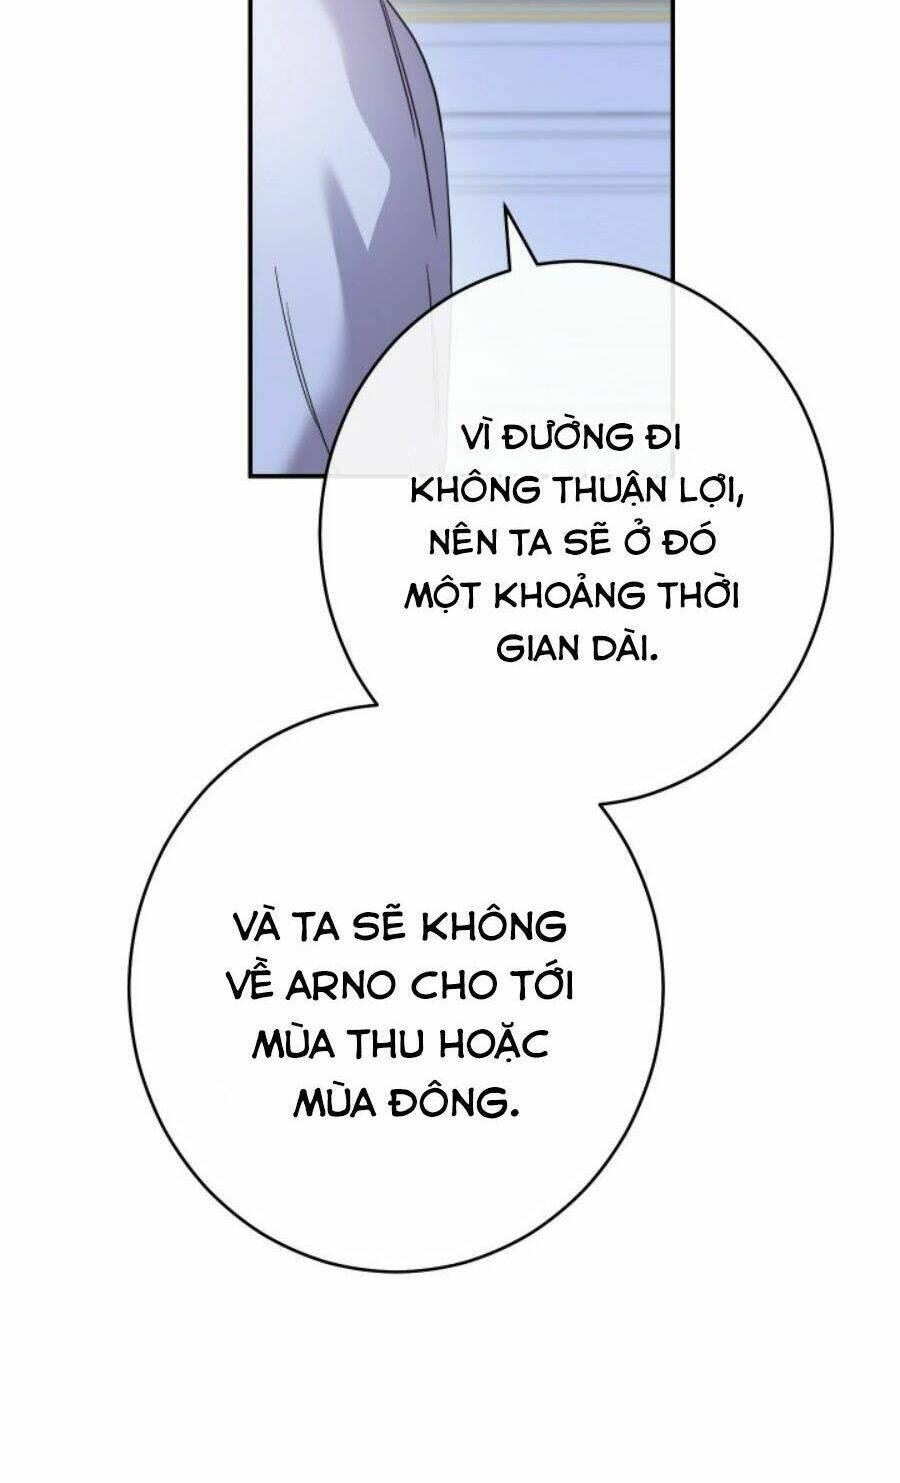 VÌ ĐƯỜNG ĐI
KHÔNG THUẬN LỢI,
NÊN TA SẼ Ở ĐÓ
MỘT KHOẢNG THỜI
GIAN DÀI.
VÀ TA SẼ KHÔNG
VỀ ARNO CHO TỚI
MÙA THU HOẶC
MÙA ĐÔNG.